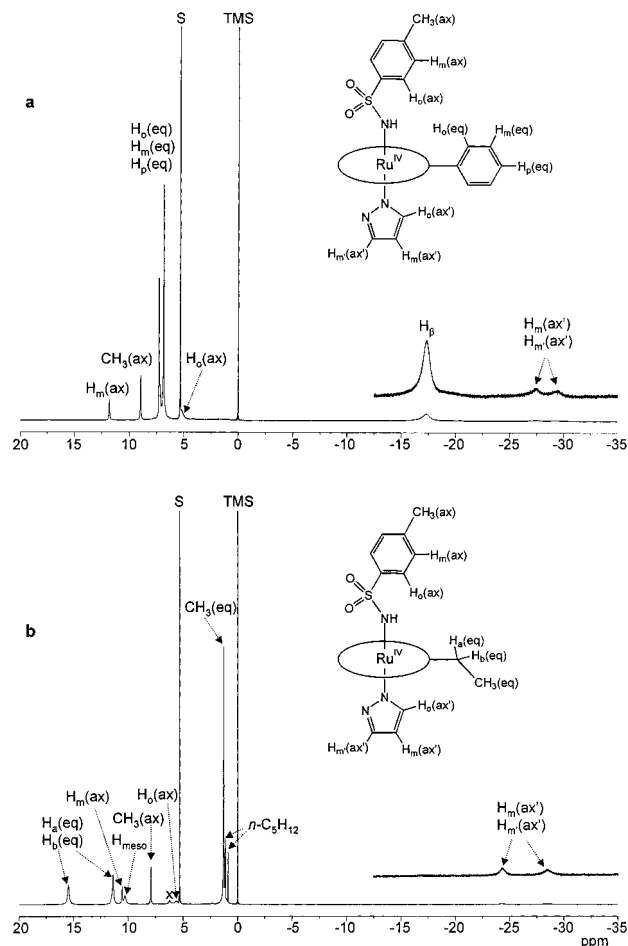 S TMS
a
CH3(ax)
Hm(ax)
Ho(ax)
O
S
O
NH
Ho(eq)
Hm(eq)
Hp(eq)
RuIV
N
N
Ho(ax')
Hm'(ax') Hm(ax')
Ho(eq)
Hm(eq)
Hp(eq)
CH3(ax)
Hm(ax)
Ho(ax)
Hβ
Hm(ax')
Hm'(ax')
20 15 10 5 0 -5 -10 -15 -20 -25 -30 -35
S TMS
b
CH3(ax)
Hm(ax)
Ho(ax)
O
S
O
NH
Ha(eq)
Hb(eq)
CH3(eq)
RuIV
N
N
Ho(ax')
Hm'(ax') Hm(ax')
CH3(eq)
Ha(eq)
Hb(eq)
Hm(ax)
Hmeso
CH3(ax)
Ho(ax)
x
n-C5H12
Hm(ax')
Hm'(ax')
20 15 10 5 0 -5 -10 -15 -20 -25 -30 -35
ppm